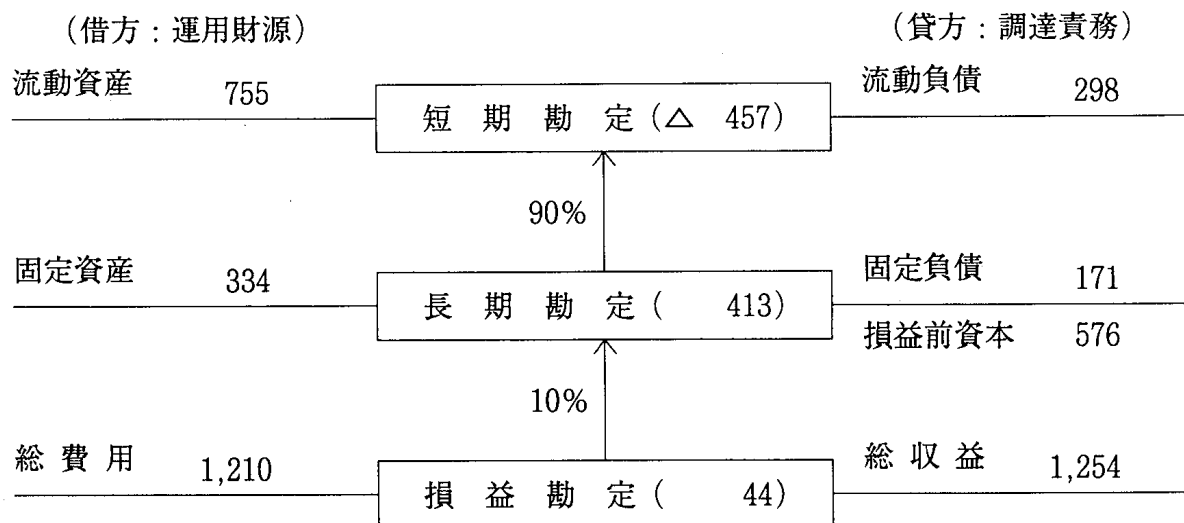 （借方：運用財源） （貸方：調達責務）
流動資産 755 短期勘定（△ 457） 流動負債 298
90%
固定資産 334 長期勘定（ 413） 固定負債 171
損益前資本 576
10%
総費用 1,210 損益勘定（ 44） 総収益 1,254